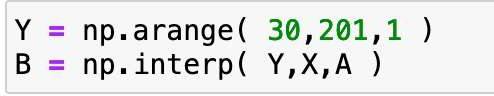 Y = np.arange( 30,201,1 )
B = np.interp( Y,X,A )